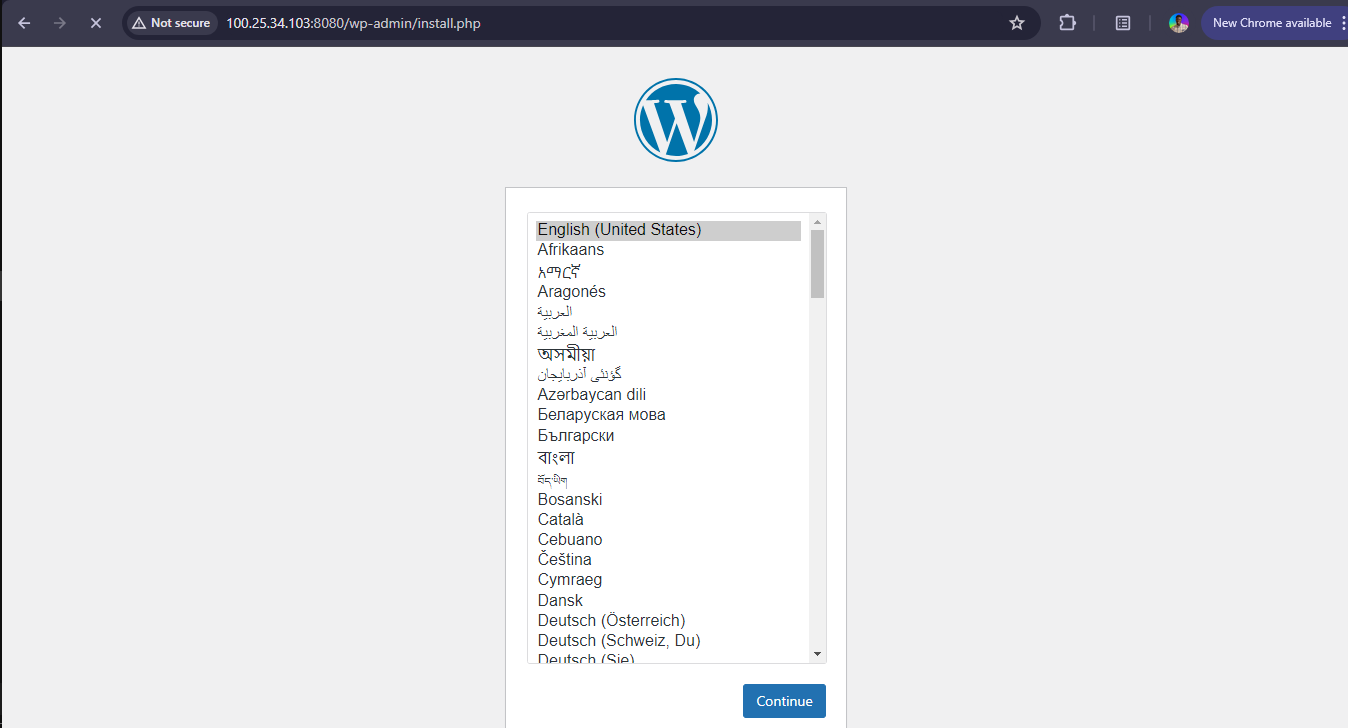 Not secure
100.25.34.103:8080/wp-admin/install.php
New Chrome available
English (United States)
Afrikaans
አማርኛ
Aragonés
العربية
العربية المغربية
অসমীয়া
گؤنئی آذربایجان
Azərbaycan dili
Беларуская мова
Български
বাংলা
བོད་ཡིག
Bosanski
Català
Cebuano
Čeština
Cymraeg
Dansk
Deutsch (Österreich)
Deutsch (Schweiz, Du)
Deutsch (Sie)
Continue